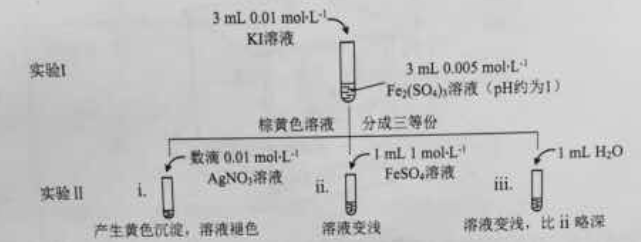 3 mL 0.01 mol·L⁻¹
KI溶液
实验I
3 mL 0.005 mol·L⁻¹
Fe₂(SO₄)₃溶液（pH约为1）
棕黄色溶液 分成三等份
数滴 0.01 mol·L⁻¹
AgNO₃溶液
1 mL 1 mol·L⁻¹
FeSO₄溶液
1 mL H₂O
实验Ⅱ i. ii. iii.
产生黄色沉淀，溶液褪色
溶液变浅
溶液变浅，比 ii 略深